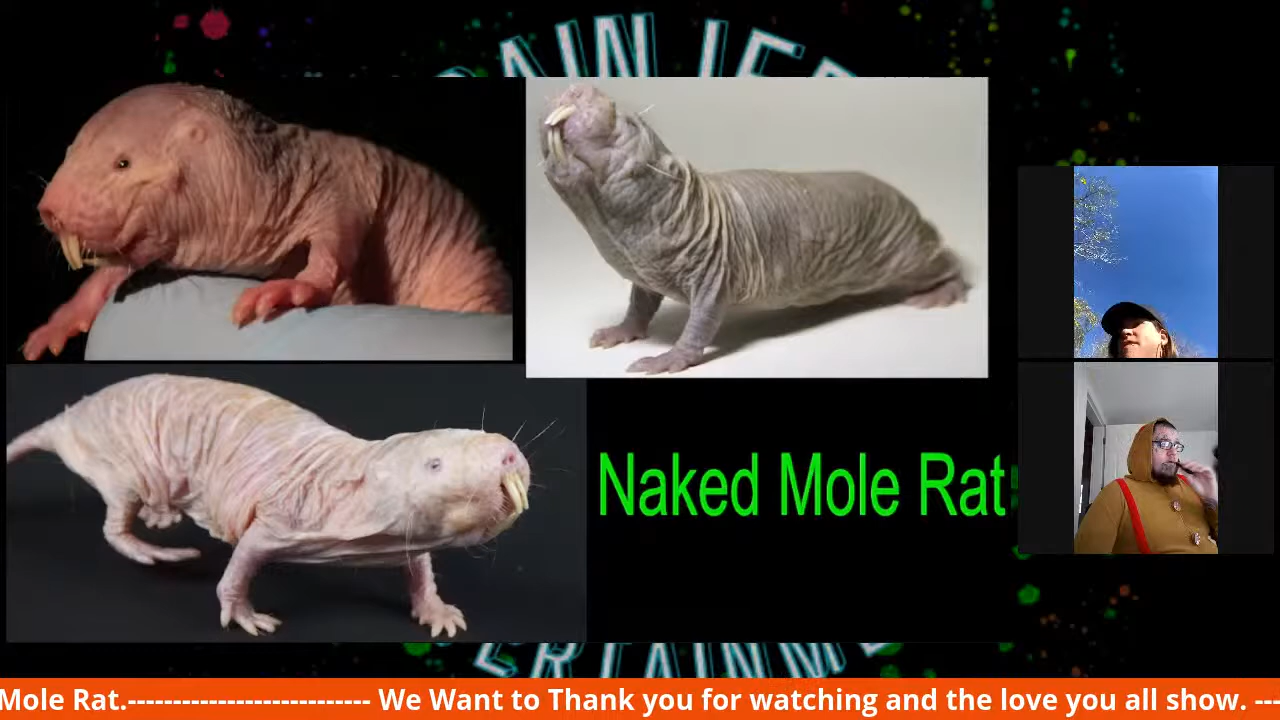 Naked Mole Rat
Mole Rat.--------------------------- We Want to Thank you for watching and the love you all show. ---